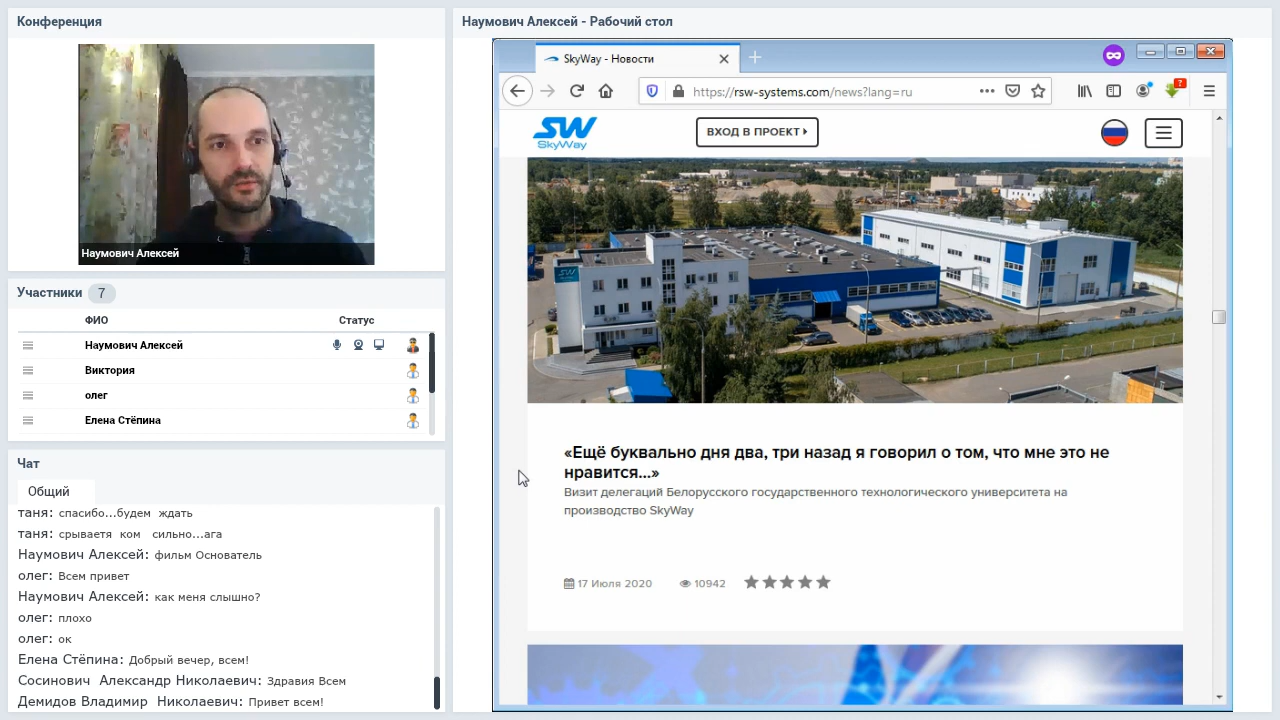 Конференция
Наумович Алексей
Участники 7
ФИО Статус
Наумович Алексей
Виктория
олег
Елена Стёпина
Чат
Общий
таня: спасибо...будем ждать
таня: срываетя ком сильно...ага
Наумович Алексей: фильм Основатель
олег: Всем привет
Наумович Алексей: как меня слышно?
олег: плохо
олег: ок
Елена Стёпина: Добрый вечер, всем!
Сосинович Александр Николаевич: Здравия Всем
Демидов Владимир Николаевич: Привет всем!
Наумович Алексей - Рабочий стол
SkyWay - Новости
https://rsw-systems.com/news?lang=ru
SW
SkyWay
ВХОД В ПРОЕКТ
SW
«Ещё буквально дня два, три назад я говорил о том, что мне это не
нравится...»
Визит делегаций Белорусского государственного технологического университета на
производство SkyWay
17 Июля 2020 10942